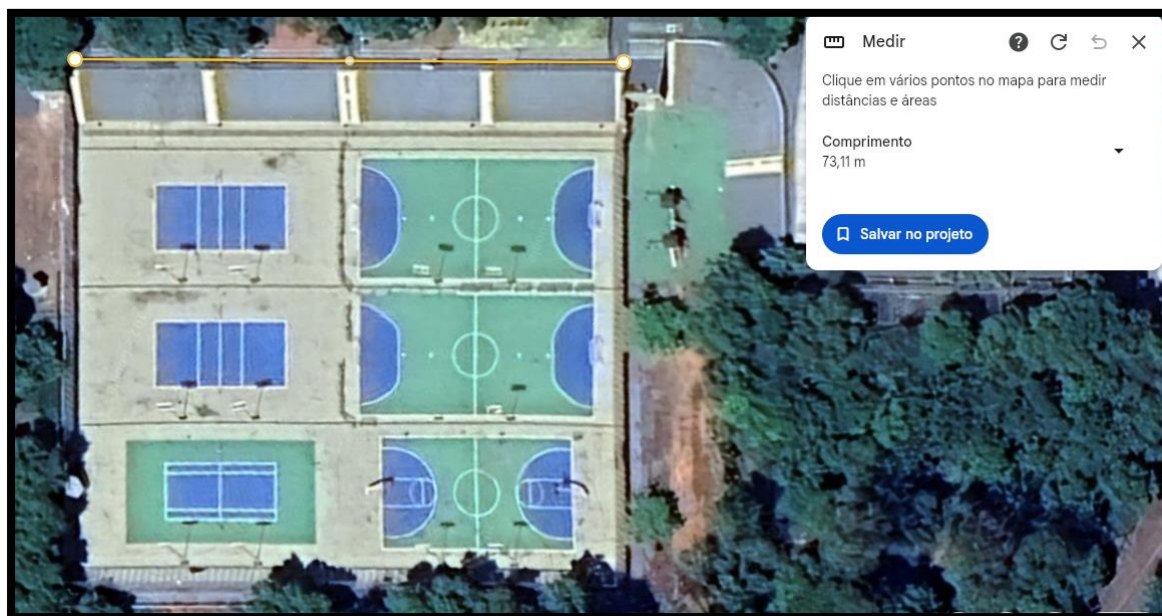 Medir
Clique em vários pontos no mapa para medir
distâncias e áreas
Comprimento
73,11 m
Salvar no projeto